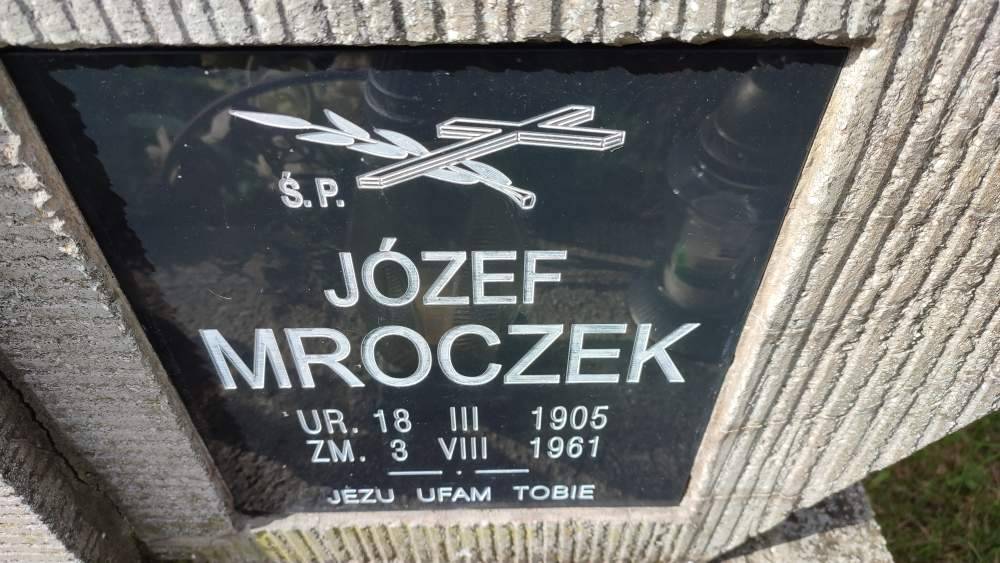 Ś.P.
JÓZEF
MROCZEK
UR. 18 III 1905
ZM. 3 VIII 1961
JEZU UFAM TOBIE